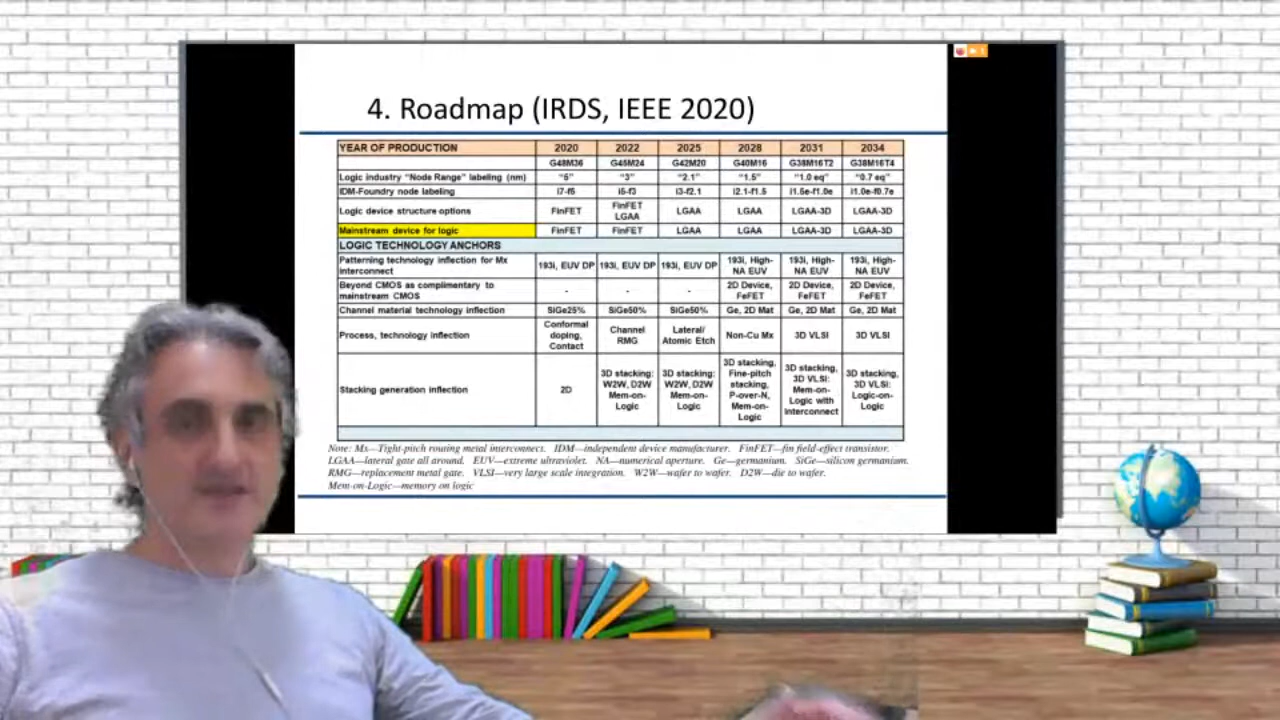 4. Roadmap (IRDS, IEEE 2020)
YEAR OF PRODUCTION 2020 2022 2025 2028 2031 2034
G48M36 G45M24 G42M20 G40M16 G38M16T2 G38M16T4
Logic industry "Node Range" labeling (nm) "5" "3" "2.1" "1.5" "1.0 eq" "0.7 eq"
IDM-Foundry node labeling i7-f5 i5-f3 i3-f2.1 i2.1-f1.5 i1.5e-f1.0e i1.0e-f0.7e
Logic device structure options FinFET FinFET LGAA LGAA LGAA LGAA-3D LGAA-3D
Mainstream device for logic FinFET FinFET LGAA LGAA LGAA-3D LGAA-3D
LOGIC TECHNOLOGY ANCHORS
Patterning technology inflection for Mx interconnect 193i, EUV DP 193i, EUV DP 193i, EUV DP 193i, High-NA EUV 193i, High-NA EUV 193i, High-NA EUV
Beyond CMOS as complimentary to mainstream CMOS - - - 2D Device, FeFET 2D Device, FeFET 2D Device, FeFET
Channel material technology inflection SiGe25% SiGe50% SiGe50% Ge, 2D Mat Ge, 2D Mat Ge, 2D Mat
Process, technology inflection Conformal doping, Contact Channel RMG Lateral/ Atomic Etch Non-Cu Mx 3D VLSI 3D VLSI
Stacking generation inflection 2D 3D stacking: W2W, D2W Mem-on-Logic 3D stacking: W2W, D2W Mem-on-Logic 3D stacking, Fine-pitch stacking, P-over-N, Mem-on-Logic 3D stacking, 3D VLSI: Mem-on-Logic with Interconnect 3D stacking, 3D VLSI: Logic-on-Logic
Note: Mx—Tight-pitch routing metal interconnect. IDM—independent device manufacturer. FinFET—fin field-effect transistor.
LGAA—lateral gate all around. EUV—extreme ultraviolet. NA—numerical aperture. Ge—germanium. SiGe—silicon germanium.
RMG—replacement metal gate. VLSI—very large scale integration. W2W—wafer to wafer. D2W—die to wafer.
Mem-on-Logic—memory on logic